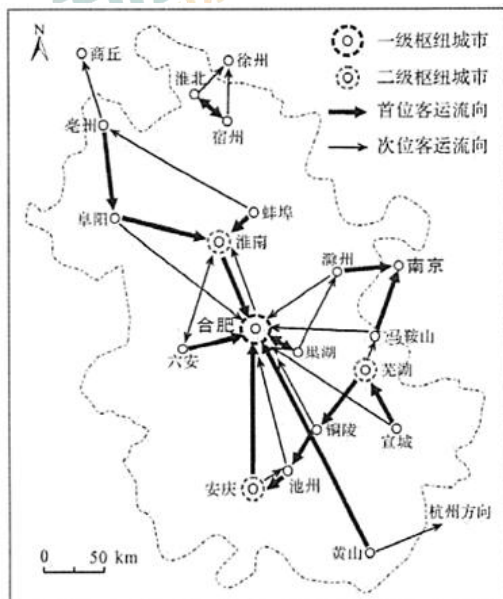 N
商丘
徐州
淮北
宿州
亳州
阜阳
蚌埠
淮南
滁州
南京
合肥
六安
巢湖
马鞍山
芜湖
铜陵
宣城
安庆
池州
黄山
杭州方向
一级枢纽城市
二级枢纽城市
首位客运流向
次位客运流向
0 50 km